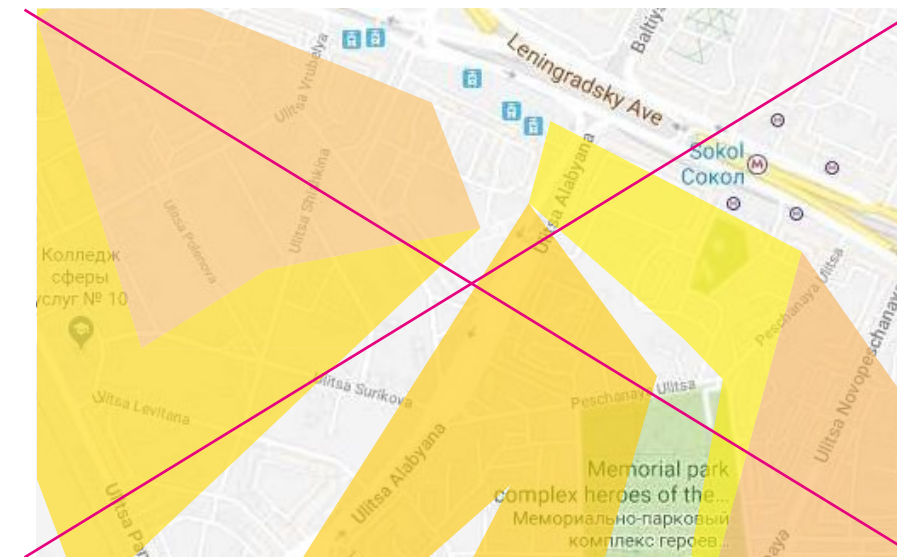 Leningradsky Ave
Baltiys
Ulitsa Vrubelya
Ulitsa Alabyana
Sokol
Сокол
M
M
M
M
M
Ulitsa Shishkina
Ulitsa Polenova
Колледж
сферы
услуг № 10
Peschanaya Ulitsa
Ulitsa Novopeschanaya
Ulitsa Surikova
Peschanaya Ulitsa
Ulitsa Levitana
Ulitsa Alabyana
Memorial park
complex heroes of the...
Мемориально-парковый
комплекс героев...
Ulitsa Pan
naya